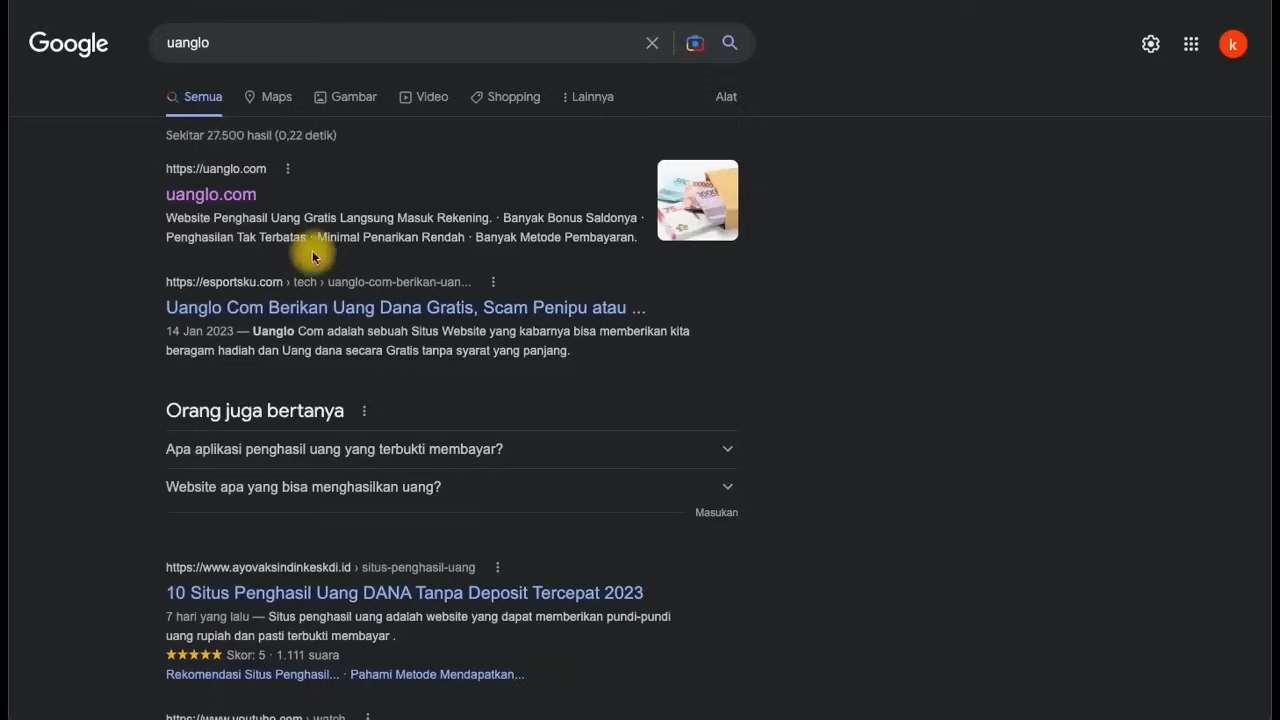 Google
uanglo
k
Semua
Maps
Gambar
Video
Shopping
Lainnya
Alat
Sekitar 27.500 hasil (0,22 detik)
https://uanglo.com
uanglo.com
Website Penghasil Uang Gratis Langsung Masuk Rekening. · Banyak Bonus Saldonya ·
Penghasilan Tak Terbatas · Minimal Penarikan Rendah · Banyak Metode Pembayaran.
https://esportsku.com › tech › uanglo-com-berikan-uan...
Uanglo Com Berikan Uang Dana Gratis, Scam Penipu atau ...
14 Jan 2023 — Uanglo Com adalah sebuah Situs Website yang kabarnya bisa memberikan kita
beragam hadiah dan Uang dana secara Gratis tanpa syarat yang panjang.
Orang juga bertanya
Apa aplikasi penghasil uang yang terbukti membayar?
Website apa yang bisa menghasilkan uang?
Masukan
https://www.ayovaksindinkeskdi.id › situs-penghasil-uang
10 Situs Penghasil Uang DANA Tanpa Deposit Tercepat 2023
7 hari yang lalu — Situs penghasil uang adalah website yang dapat memberikan pundi-pundi
uang rupiah dan pasti terbukti membayar .
★★★★★ Skor: 5 · 1.111 suara
Rekomendasi Situs Penghasil... · Pahami Metode Mendapatkan...
https://www.youtube.com › watch